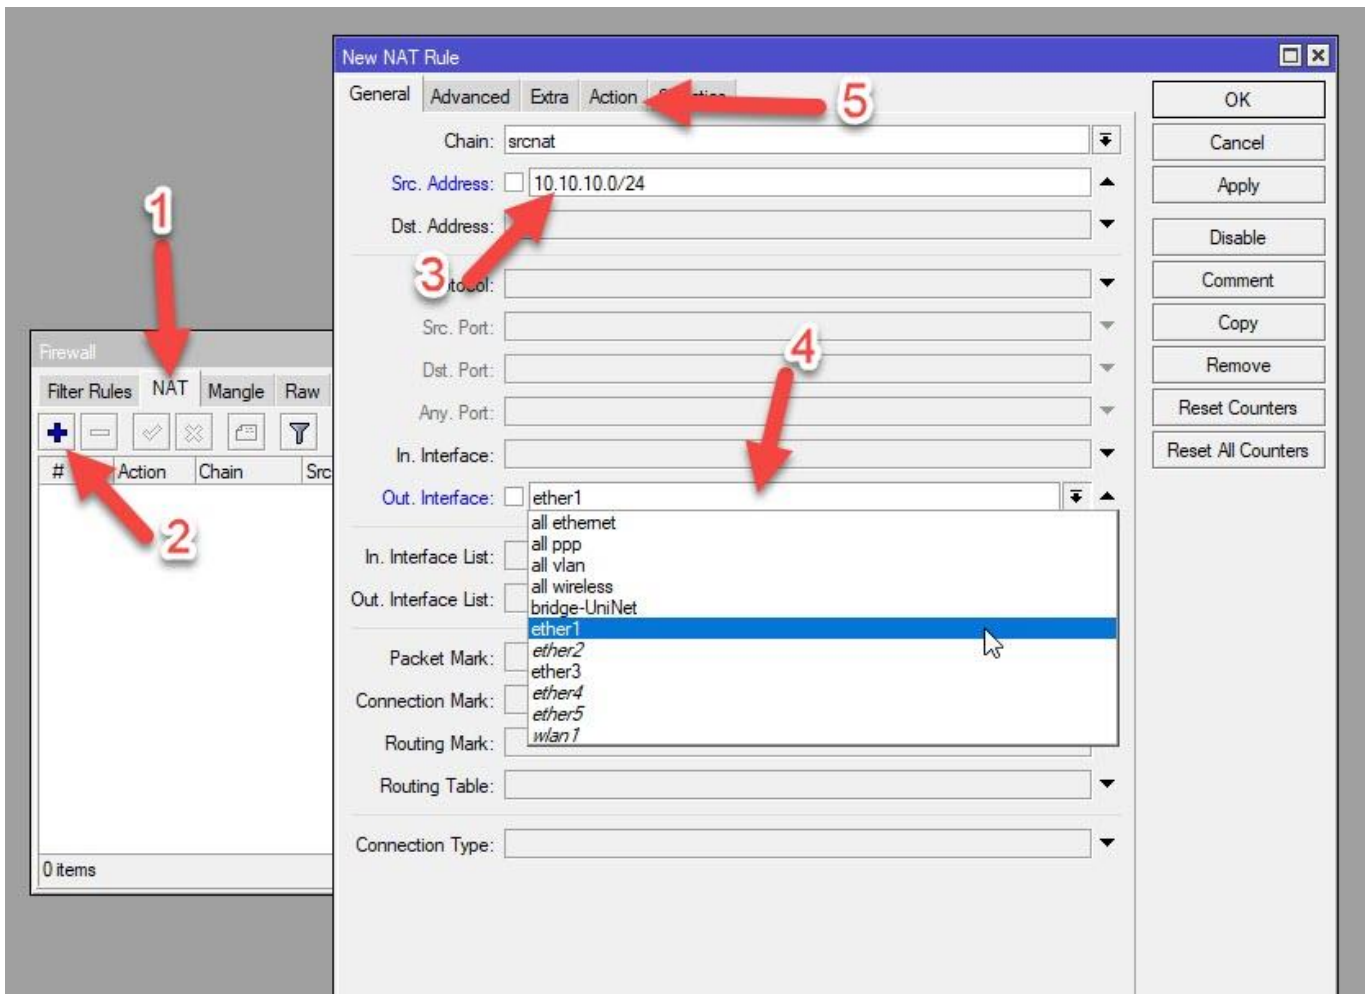 New NAT Rule
General Advanced Extra Action
5
OK
Chain: srcnat
Cancel
Src. Address: 10.10.10.0/24
Apply
1
Dst. Address:
Disable
3
Comment
Src. Port:
Copy
4
Firewall
Dst. Port:
Remove
Filter Rules NAT Mangle Raw
Any. Port:
Reset Counters
In. Interface:
Reset All Counters
# Action Chain Src
Out. Interface: ether1
all ethernet
2
all ppp
In. Interface List:
all vlan
all wireless
Out. Interface List:
bridge-UniNet
ether1
ether2
Packet Mark:
ether3
Connection Mark:
ether4
ether5
Routing Mark:
wlan1
Routing Table:
Connection Type:
0 items